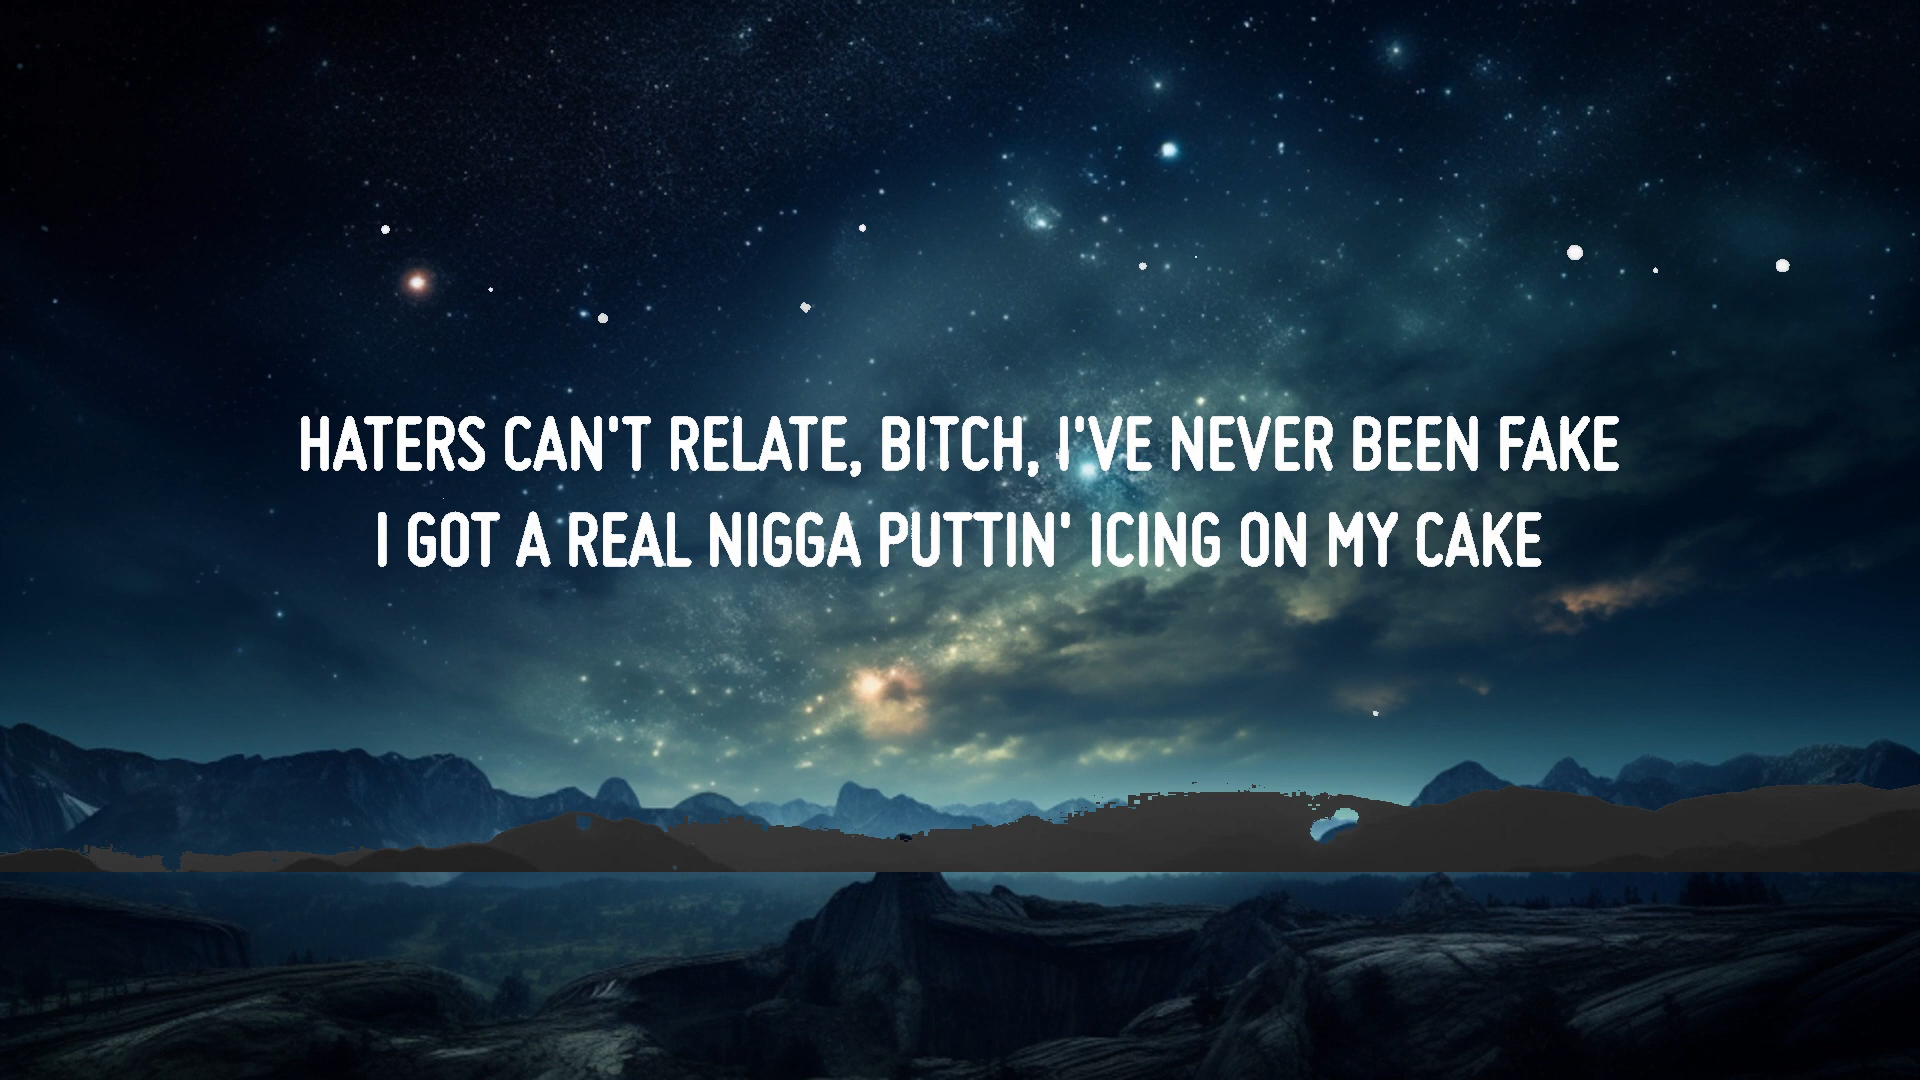 HATERS CAN'T RELATE, BITCH, I'VE NEVER BEEN FAKE
I GOT A REAL NIGGA PUTTIN' ICING ON MY CAKE